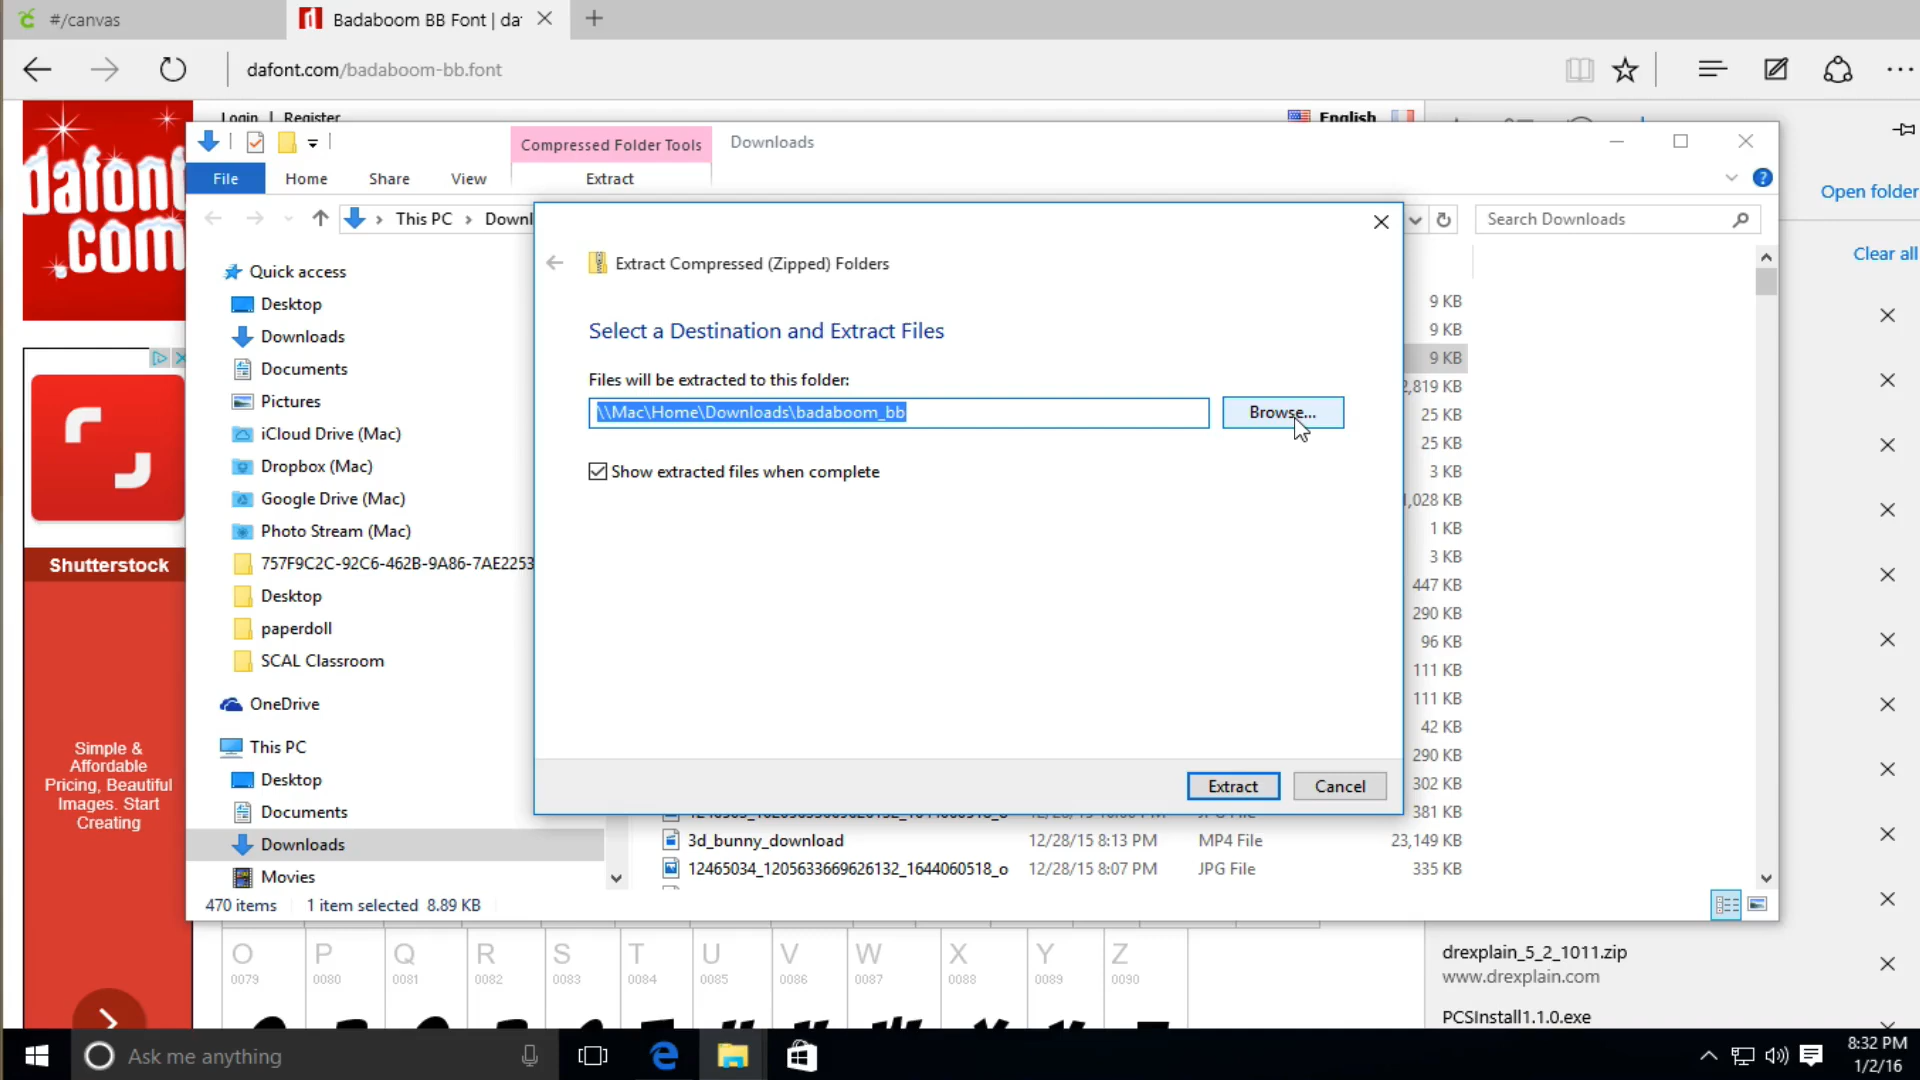 #/canvas
Badaboom BB Font | da
dafont.com/badaboom-bb.font
Login | Register
English
dafont
com
Compressed Folder Tools
Downloads
File
Home
Share
View
Extract
This PC
Downl
Search Downloads
Open folder
Clear all
Quick access
Desktop
Downloads
Documents
Pictures
iCloud Drive (Mac)
Dropbox (Mac)
Google Drive (Mac)
Photo Stream (Mac)
757F9C2C-92C6-462B-9A86-7AE2253
Desktop
paperdoll
SCAL Classroom
OneDrive
This PC
Desktop
Documents
Downloads
Movies
Extract Compressed (Zipped) Folders
Select a Destination and Extract Files
Files will be extracted to this folder:
\\Mac\Home\Downloads\badaboom_bb
Browse...
Show extracted files when complete
Extract
Cancel
9 KB
9 KB
9 KB
2,819 KB
25 KB
25 KB
3 KB
1,028 KB
1 KB
3 KB
447 KB
290 KB
96 KB
111 KB
111 KB
42 KB
290 KB
302 KB
381 KB
3d_bunny_download 12/28/15 8:13 PM MP4 File 23,149 KB
12465034_1205633669626132_1644060518_o 12/28/15 8:07 PM JPG File 335 KB
470 items 1 item selected 8.89 KB
Shutterstock
Simple &
Affordable
Pricing, Beautiful
Images. Start
Creating
O P Q R S T U V W X Y Z
0079 0080 0081 0082 0083 0084 0085 0086 0087 0088 0089 0090
drexplain_5_2_1011.zip
www.drexplain.com
PCSInstall1.1.0.exe
Ask me anything
8:32 PM
1/2/16